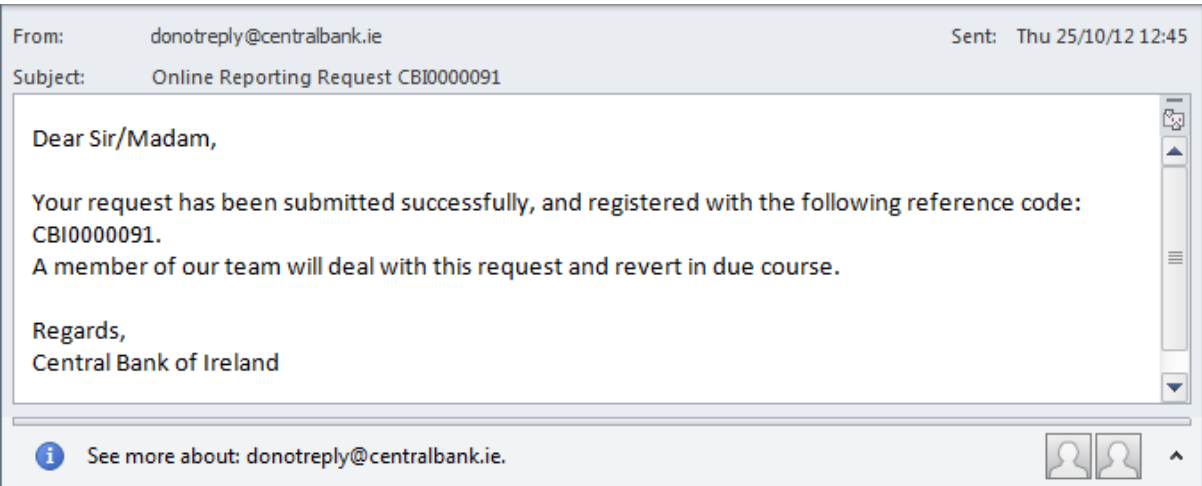 From: donotreply@centralbank.ie Sent: Thu 25/10/12 12:45
Subject: Online Reporting Request CBI0000091
Dear Sir/Madam,
Your request has been submitted successfully, and registered with the following reference code:
CBI0000091.
A member of our team will deal with this request and revert in due course.
Regards,
Central Bank of Ireland
See more about: donotreply@centralbank.ie.